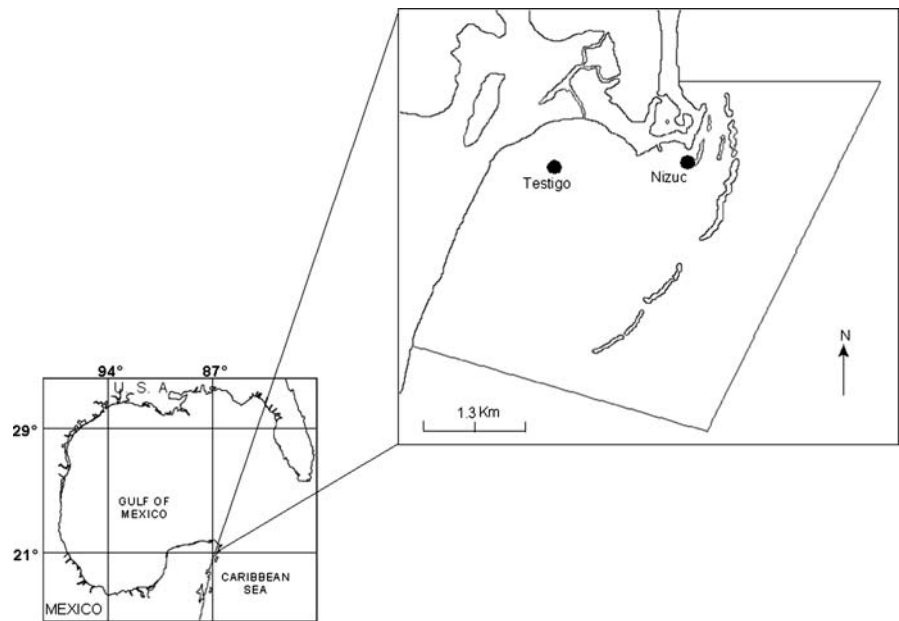 Testigo
Nizuc
N
1.3 Km
94°
87°
U. S. A
29°
GULF OF
MEXICO
21°
CARIBBEAN
SEA
MEXICO